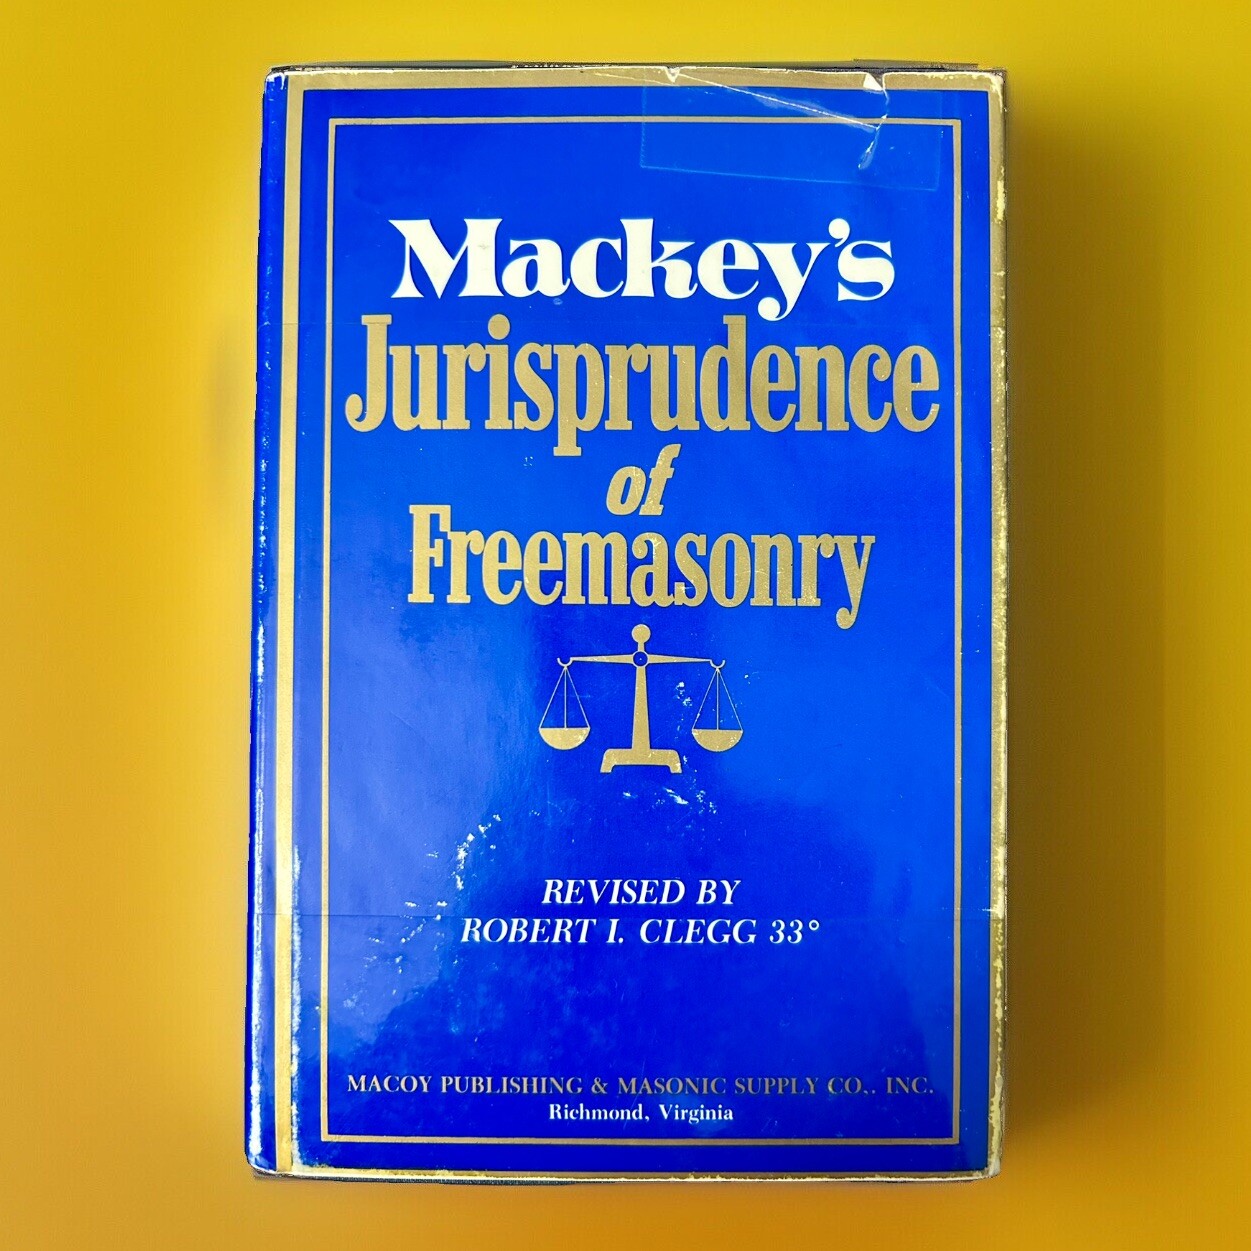 Mackey's
Jurisprudence
of
Freemasonry
REVISED BY
ROBERT I. CLEGG 33°
MACOY PUBLISHING & MASONIC SUPPLY CO,. INC.
Richmond, Virginia